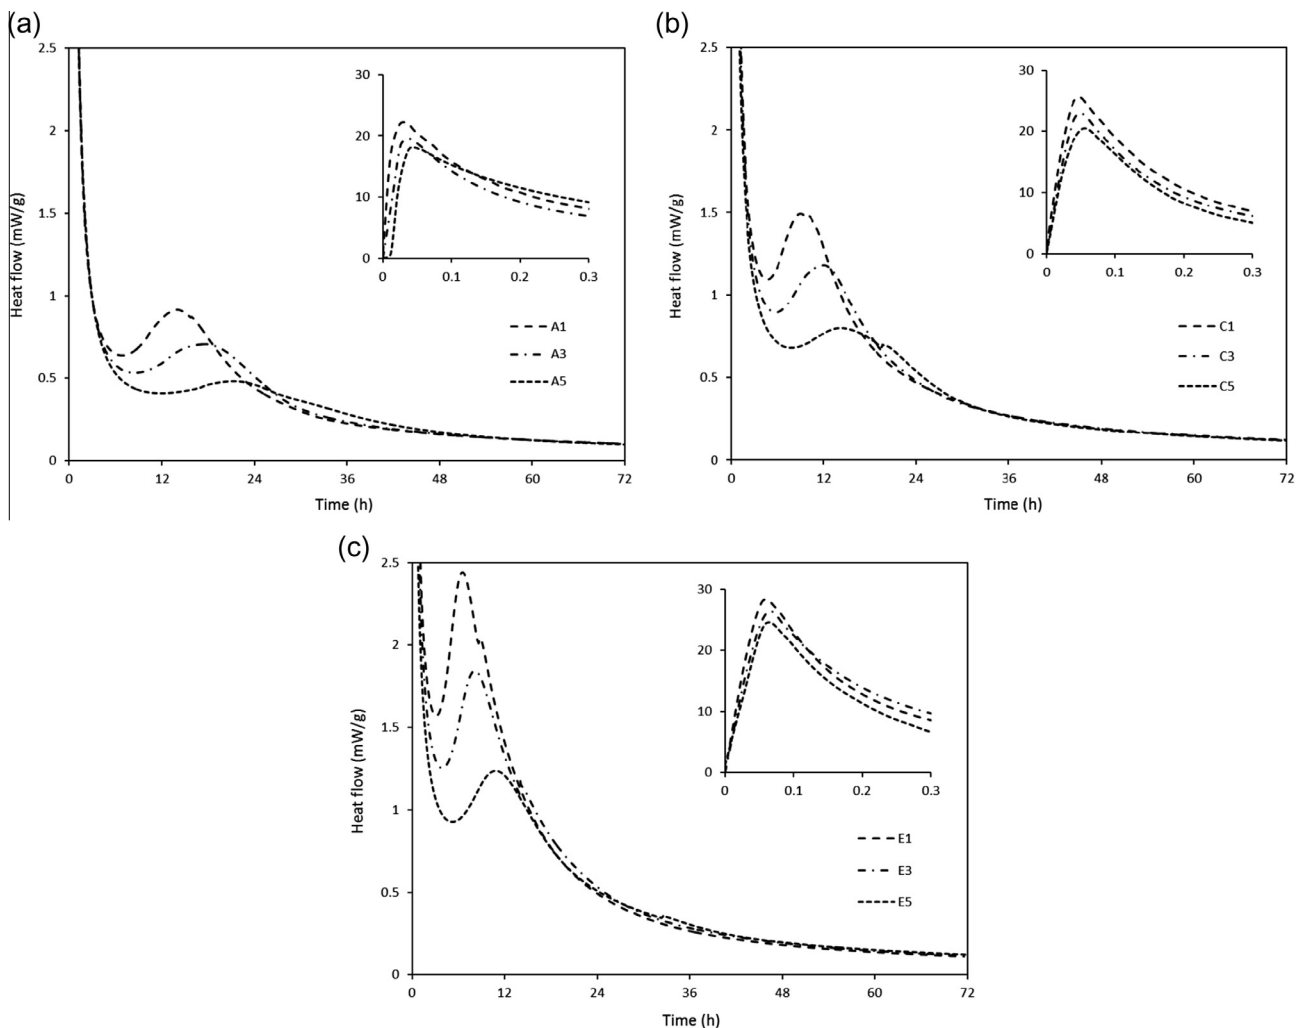 (a)
2.5
2
1.5
1
0.5
0
Heat flow (mW/g)
0 12 24 36 48 60 72
Time (h)
30
20
10
0
0 0.1 0.2 0.3
A1
A3
A5
(b)
2.5
2
1.5
1
0.5
0
Heat flow (mW/g)
0 12 24 36 48 60 72
Time (h)
30
20
10
0
0 0.1 0.2 0.3
C1
C3
C5
(c)
2.5
2
1.5
1
0.5
0
Heat flow (mW/g)
0 12 24 36 48 60 72
Time (h)
30
20
10
0
0 0.1 0.2 0.3
E1
E3
E5